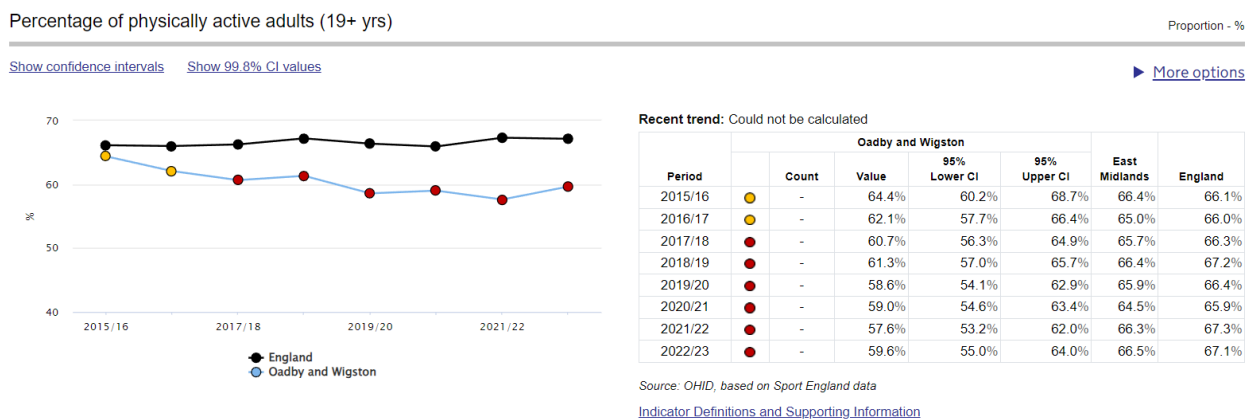 Percentage of physically active adults (19+ yrs)
Proportion - %
Show confidence intervals Show 99.8% CI values
▶ More options
70
60
50
40
%
2015/16 2017/18 2019/20 2021/22
England
Oadby and Wigston
Recent trend: Could not be calculated
Oadby and Wigston
Period Count Value 95% Lower CI 95% Upper CI East Midlands England
2015/16 - 64.4% 60.2% 68.7% 66.4% 66.1%
2016/17 - 62.1% 57.7% 66.4% 65.0% 66.0%
2017/18 - 60.7% 56.3% 64.9% 65.7% 66.3%
2018/19 - 61.3% 57.0% 65.7% 66.4% 67.2%
2019/20 - 58.6% 54.1% 62.9% 65.9% 66.4%
2020/21 - 59.0% 54.6% 63.4% 64.5% 65.9%
2021/22 - 57.6% 53.2% 62.0% 66.3% 67.3%
2022/23 - 59.6% 55.0% 64.0% 66.5% 67.1%
Source: OHID, based on Sport England data
Indicator Definitions and Supporting Information